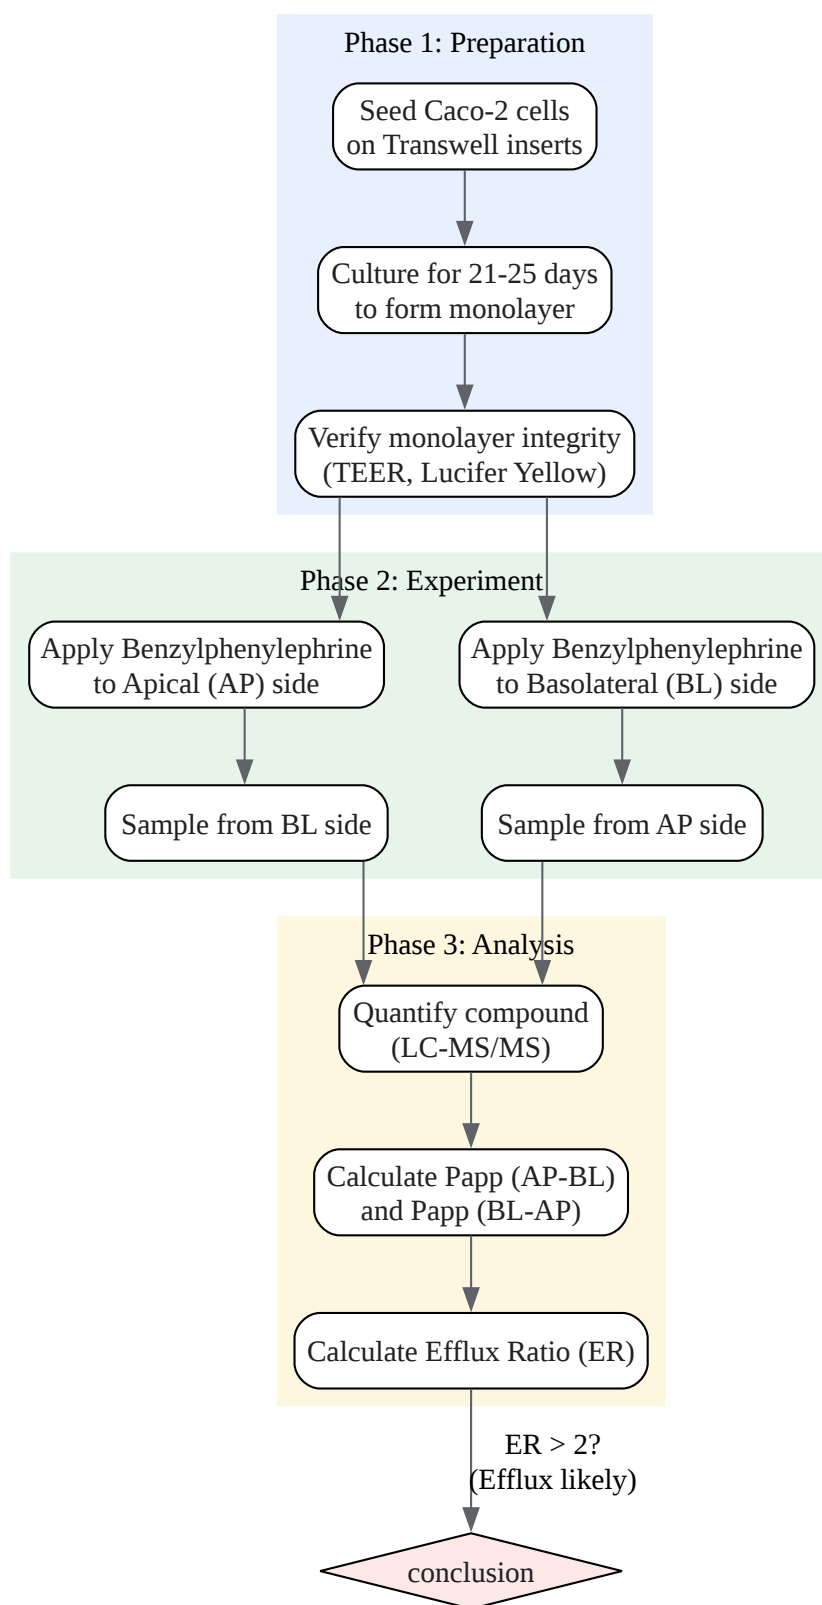 Phase 1: Preparation
Seed Caco-2 cells
on Transwell inserts
Culture for 21-25 days
to form monolayer
Verify monolayer integrity
(TEER, Lucifer Yellow)
Phase 2: Experiment
Apply Benzylphenylephrine
to Apical (AP) side
Apply Benzylphenylephrine
to Basolateral (BL) side
Sample from BL side
Sample from AP side
Phase 3: Analysis
Quantify compound
(LC-MS/MS)
Calculate Papp (AP-BL)
and Papp (BL-AP)
Calculate Efflux Ratio (ER)
ER > 2?
(Efflux likely)
conclusion